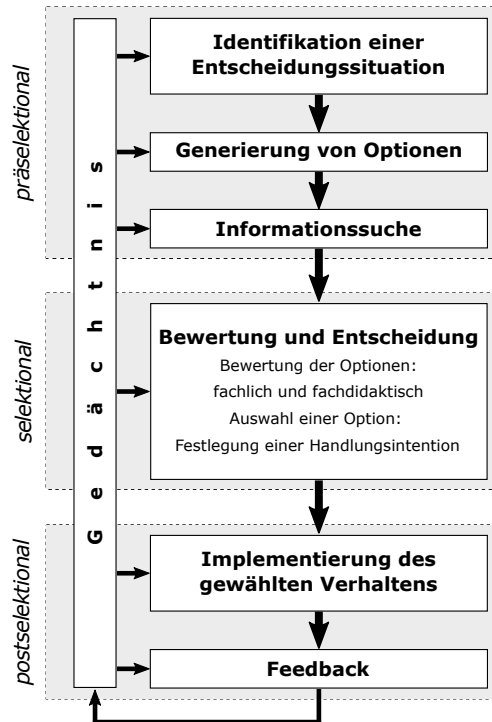 präselektional
Identifikation einer
Entscheidungssituation
Generierung von Optionen
Informationssuche
Gedächtnis
selektional
Bewertung und Entscheidung
Bewertung der Optionen:
fachlich und fachdidaktisch
Auswahl einer Option:
Festlegung einer Handlungsintention
postselektional
Implementierung des
gewählten Verhaltens
Feedback